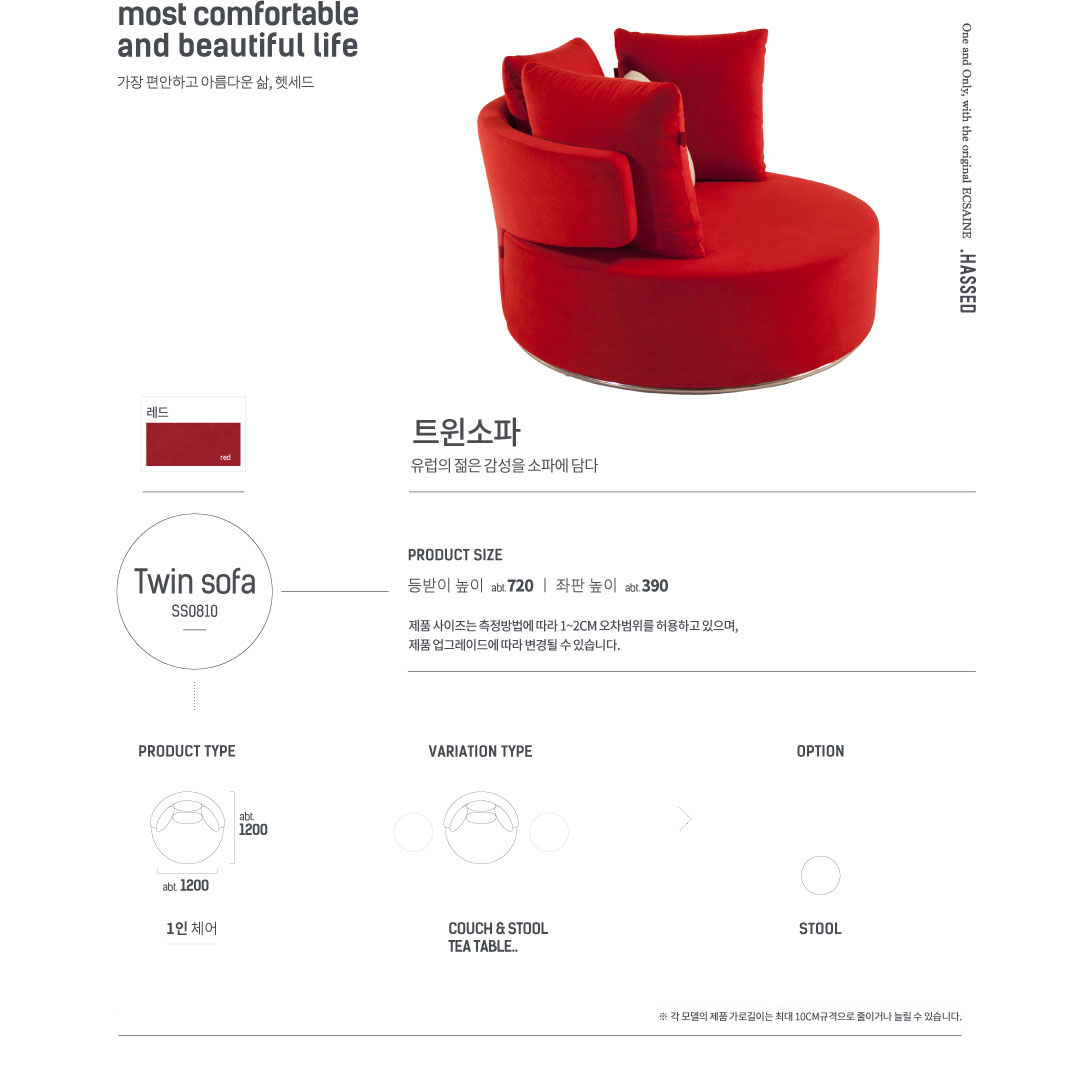 most comfortable
and beautiful life
가장 편안하고 아름다운 삶, 헷세드
One and Only, with the original ECSAINE .HASSED
레드
red
트윈소파
유럽의 젊은 감성을 소파에 담다
Twin sofa
SS0810
PRODUCT SIZE
등받이 높이 abt.720 | 좌판 높이 abt.390
제품 사이즈는 측정방법에 따라 1~2CM 오차범위를 허용하고 있으며,
제품 업그레이드에 따라 변경될 수 있습니다.
PRODUCT TYPE
abt.
1200
abt.1200
1인 체어
VARIATION TYPE
COUCH & STOOL
TEA TABLE..
OPTION
STOOL
※ 각 모델의 제품 가로길이는 최대 10CM규격으로 줄이거나 늘릴 수 있습니다.